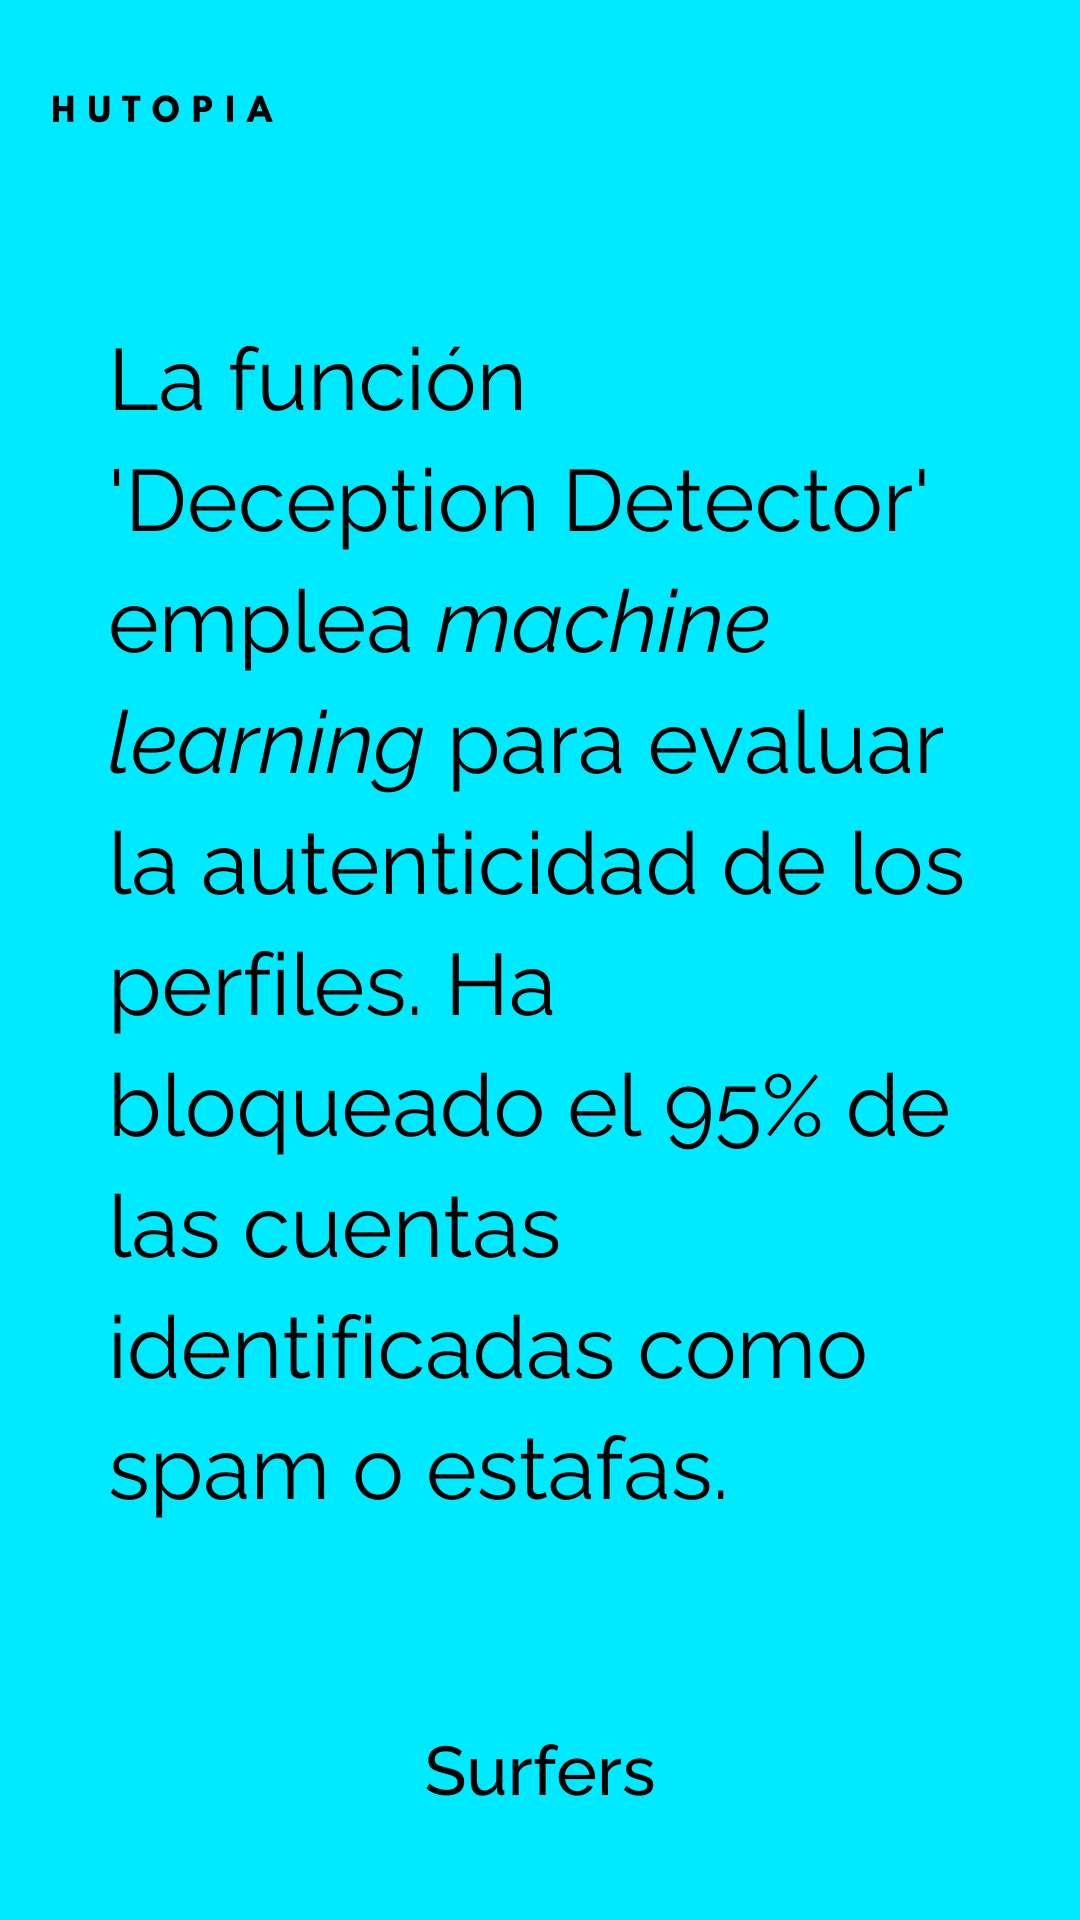 HUTOPIA
La función
'Deception Detector'
emplea machine
learning para evaluar
la autenticidad de los
perfiles. Ha
bloqueado el 95% de
las cuentas
identificadas como
spam o estafas.
Surfers